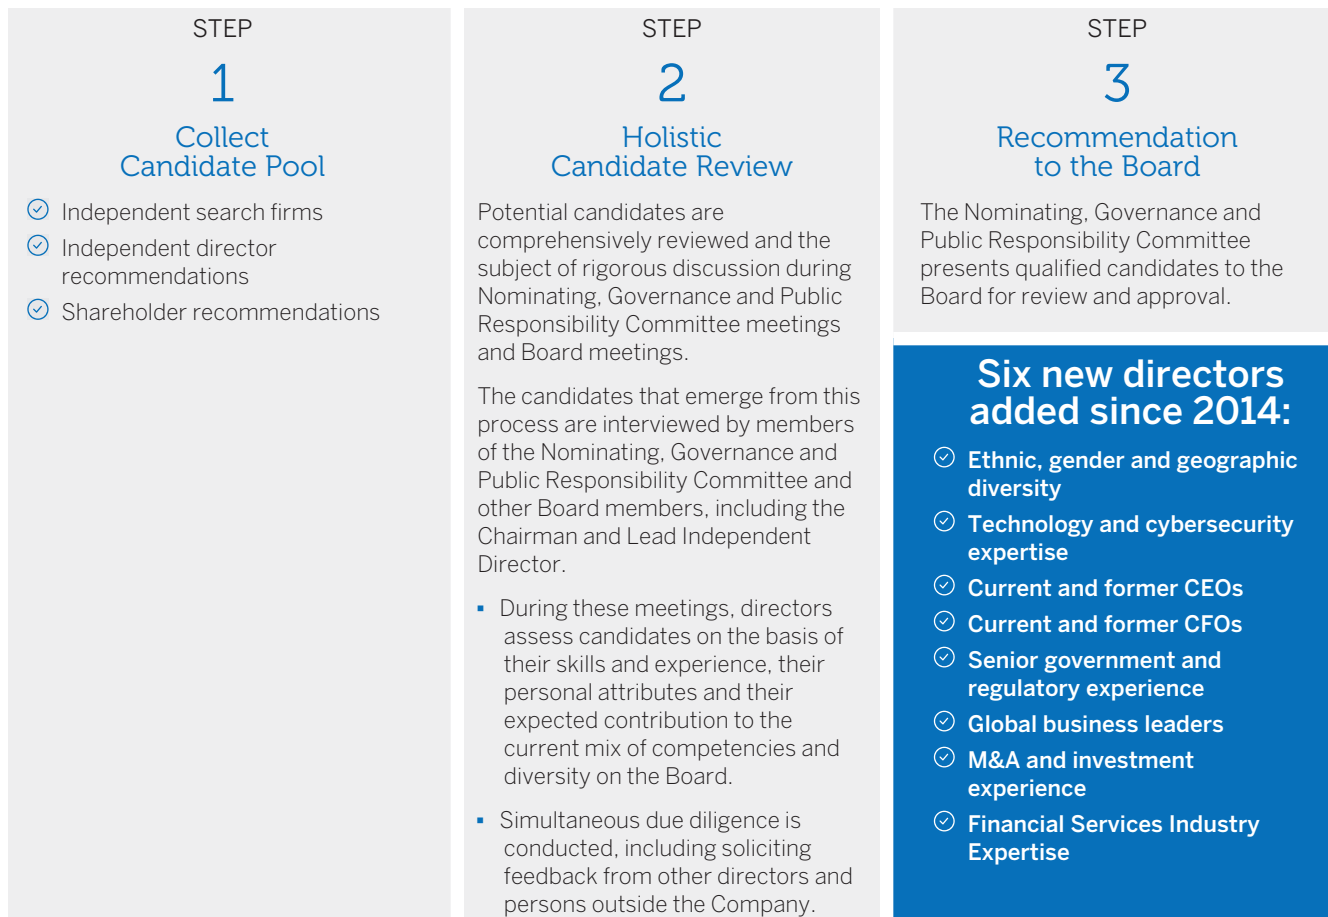 STEP
1
Collect
Candidate Pool
Independent search firms
Independent director
recommendations
Shareholder recommendations
STEP
2
Holistic
Candidate Review
Potential candidates are
comprehensively reviewed and the
subject of rigorous discussion during
Nominating, Governance and Public
Responsibility Committee meetings
and Board meetings.
The candidates that emerge from this
process are interviewed by members
of the Nominating, Governance and
Public Responsibility Committee and
other Board members, including the
Chairman and Lead Independent
Director.
▪ During these meetings, directors
assess candidates on the basis of
their skills and experience, their
personal attributes and their
expected contribution to the
current mix of competencies and
diversity on the Board.
▪ Simultaneous due diligence is
conducted, including soliciting
feedback from other directors and
persons outside the Company.
STEP
3
Recommendation
to the Board
The Nominating, Governance and
Public Responsibility Committee
presents qualified candidates to the
Board for review and approval.
Six new directors
added since 2014:
Ethnic, gender and geographic
diversity
Technology and cybersecurity
expertise
Current and former CEOs
Current and former CFOs
Senior government and
regulatory experience
Global business leaders
M&A and investment
experience
Financial Services Industry
Expertise